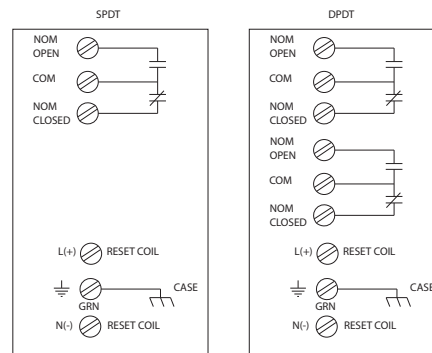 SPDT
NOM
OPEN
COM
NOM
CLOSED
L(+) RESET COIL
CASE
GRN
N(-) RESET COIL
DPDT
NOM
OPEN
COM
NOM
CLOSED
NOM
OPEN
COM
NOM
CLOSED
L(+) RESET COIL
CASE
GRN
N(-) RESET COIL